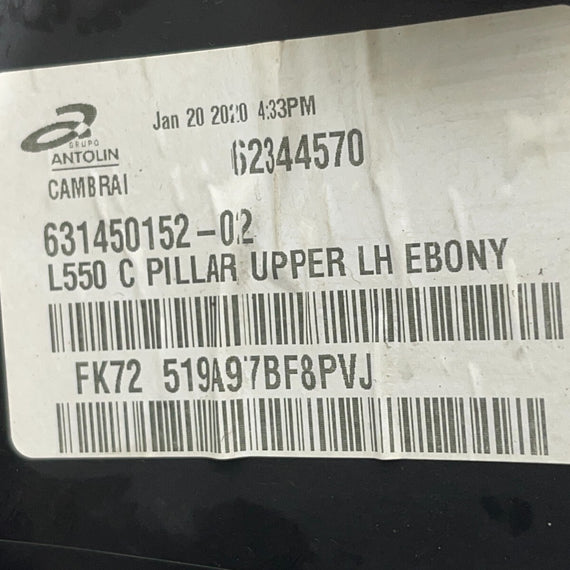 Jan 20 2020 4:33PM
GRUPO
ANTOLIN
62344570
CAMBRAI
631450152-02
L550 C PILLAR UPPER LH EBONY
FK72 519A97BF8PVJ